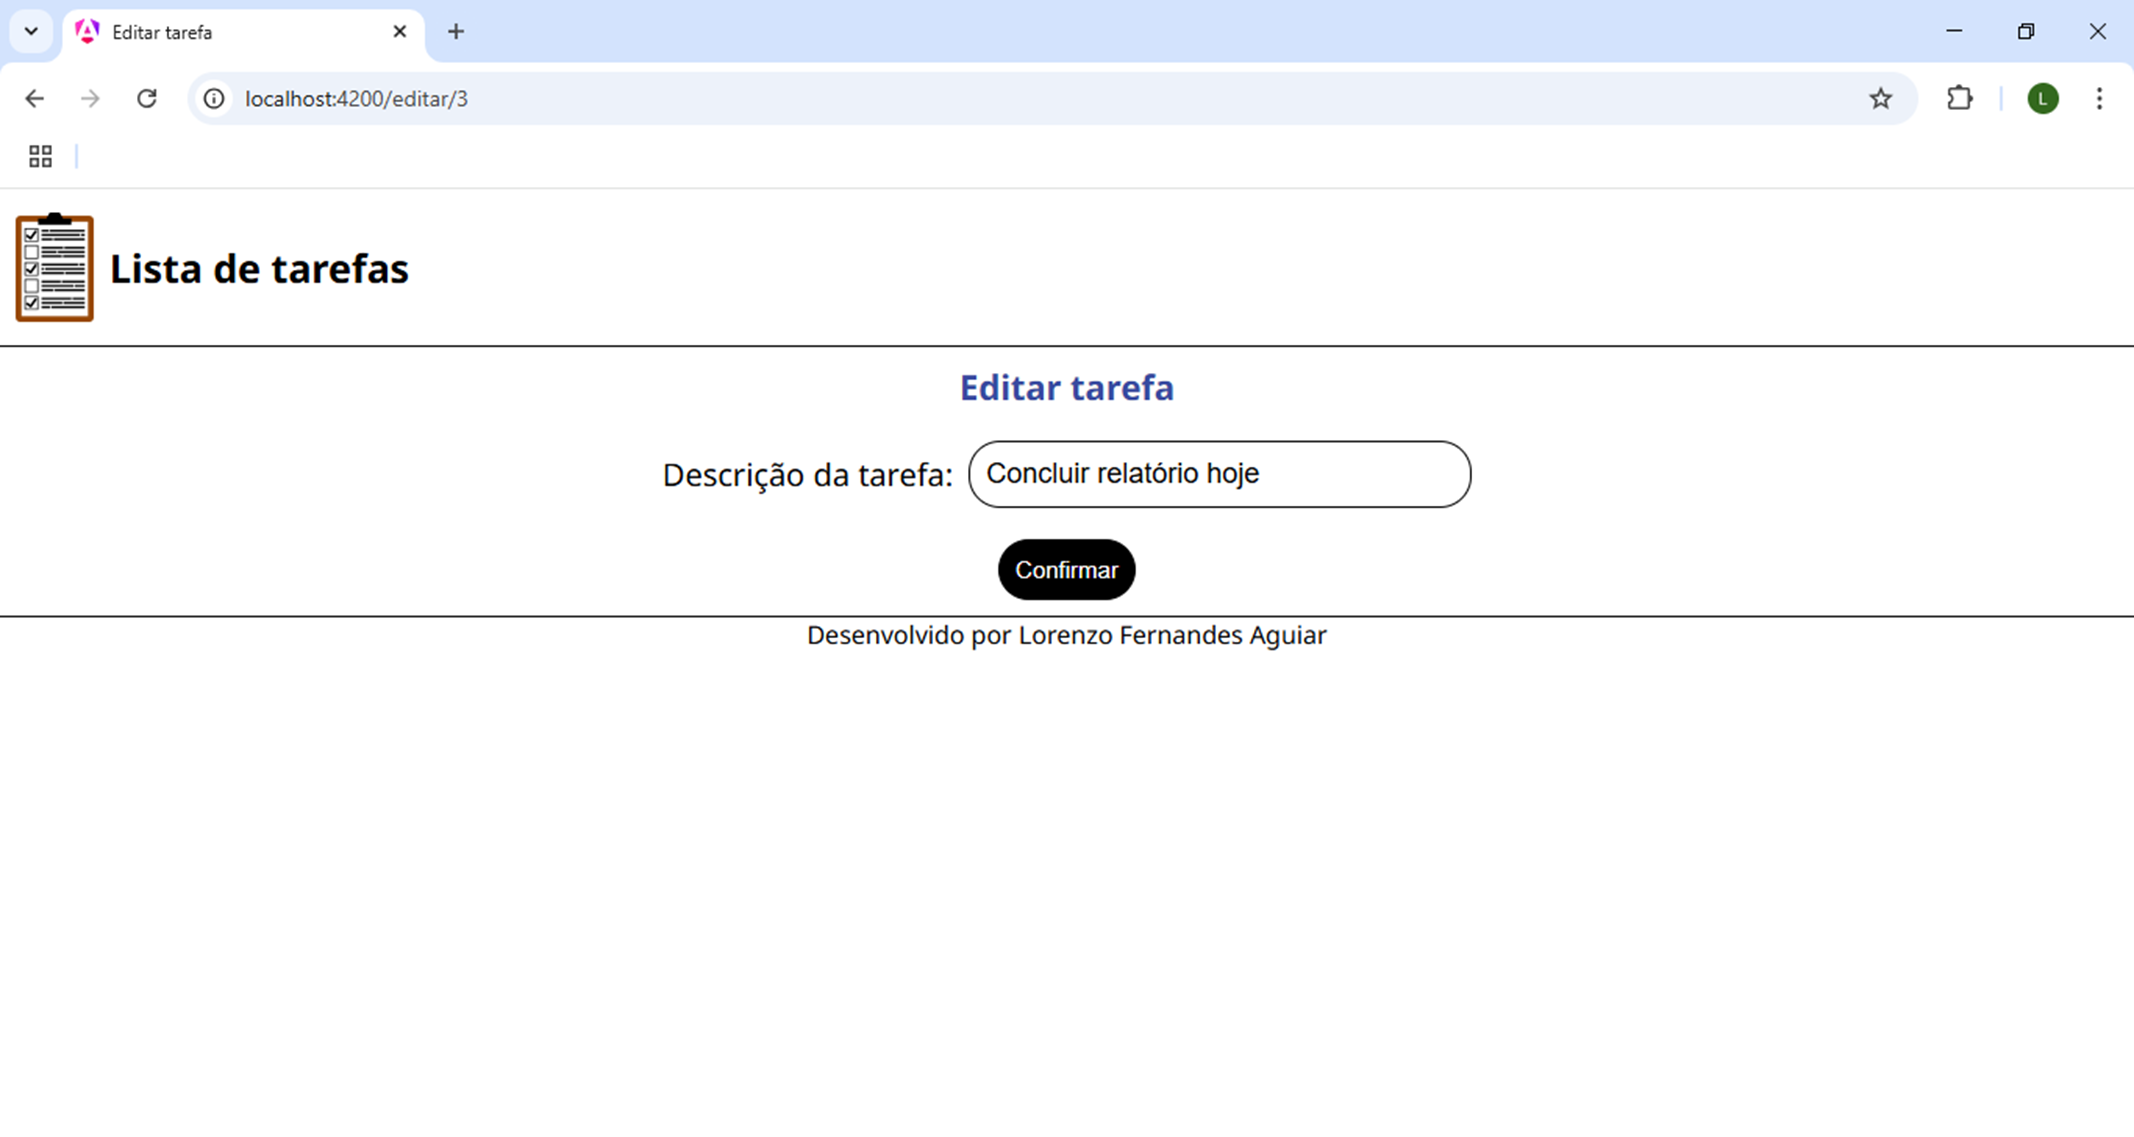 Editar tarefa
localhost:4200/editar/3
L
Lista de tarefas
Editar tarefa
Descrição da tarefa: Concluir relatório hoje
Confirmar
Desenvolvido por Lorenzo Fernandes Aguiar